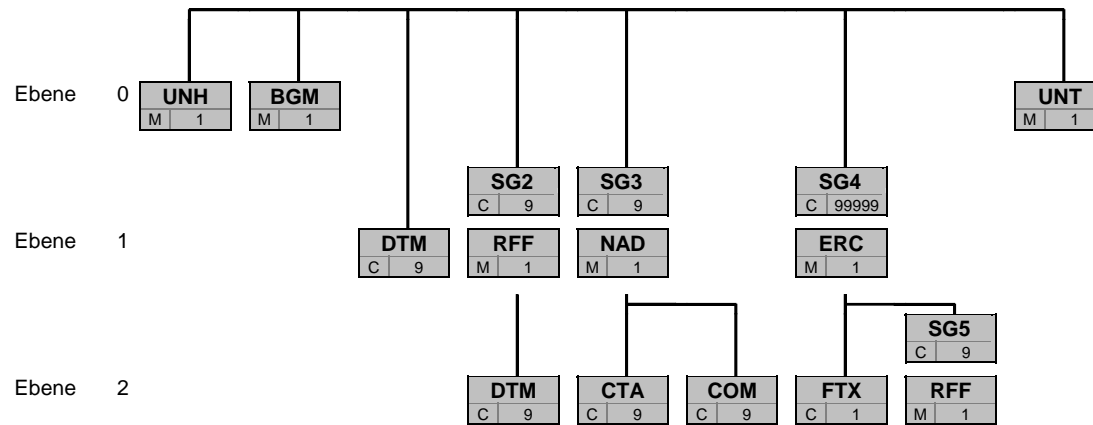 Ebene 0 UNH BGM UNT
M 1 M 1 M 1
SG2 SG3 SG4
C 9 C 9 C 99999
Ebene 1 DTM RFF NAD ERC
C 9 M 1 M 1 M 1
SG5
C 9
Ebene 2 DTM CTA COM FTX RFF
C 9 C 9 C 9 C 1 M 1